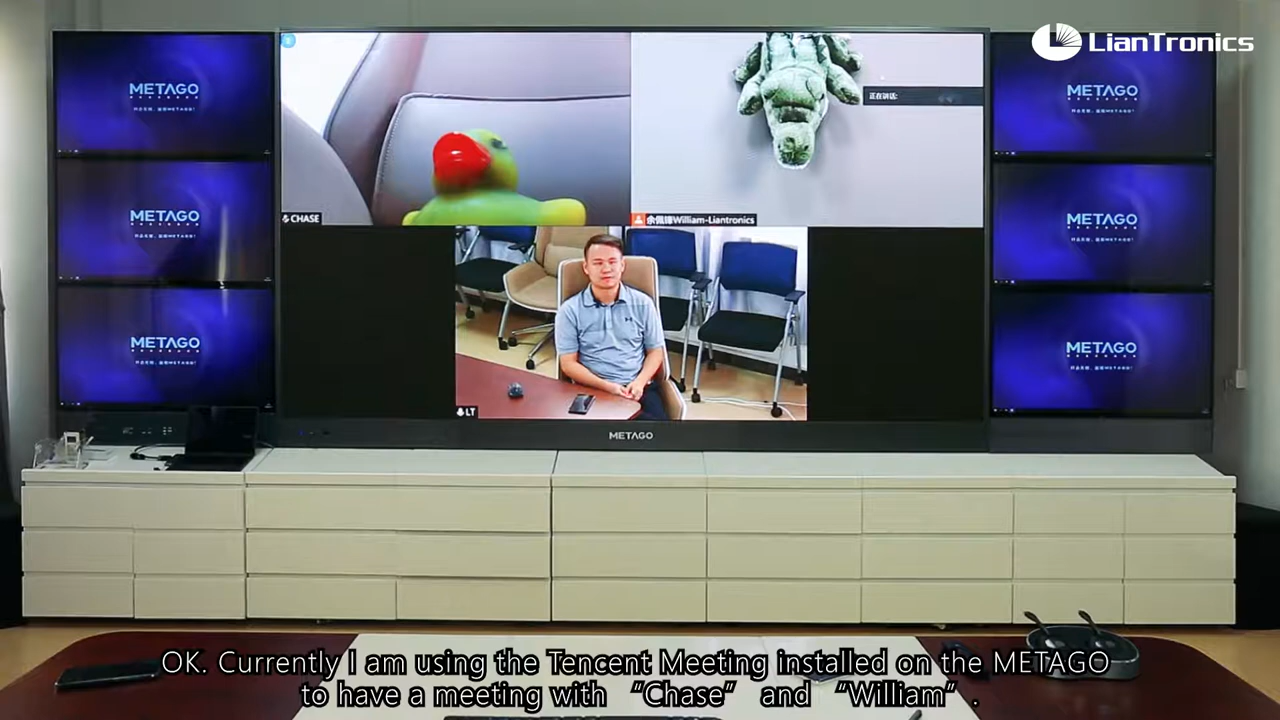 LianTronics
METAGO
METAGO
METAGO
METAGO
METAGO
METAGO
正在讲话:
CHASE
余佩锋William-Liantronics
LT
METAGO
OK. Currently I am using the Tencent Meeting installed on the METAGO
to have a meeting with “Chase” and “William”.